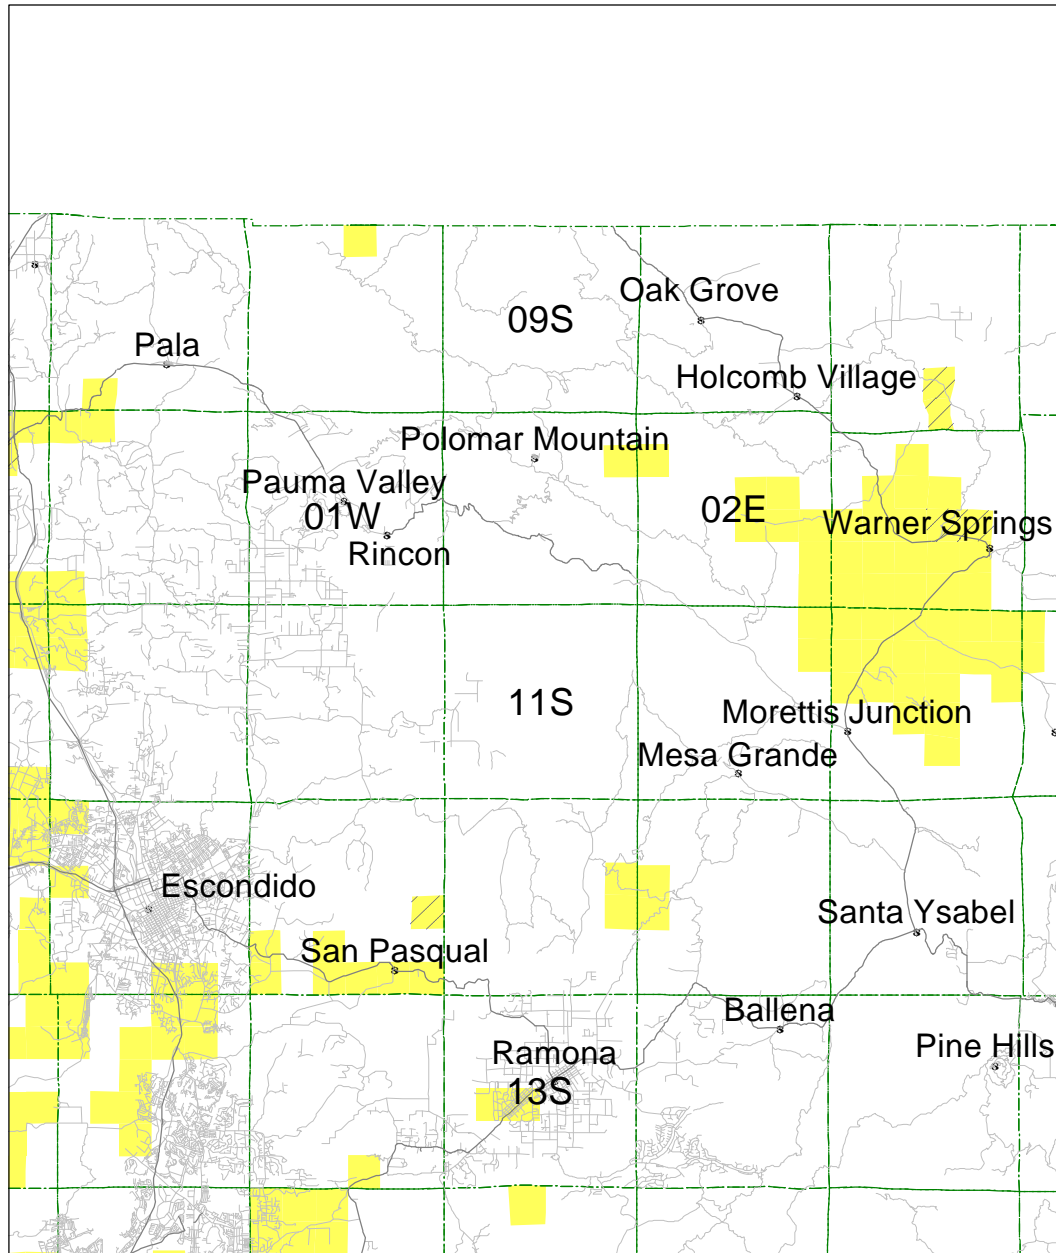 Oak Grove
09S
Pala
Holcomb Village
Polomar Mountain
Pauma Valley
01W
02E
Warner Springs
Rincon
11S
Morettis Junction
Mesa Grande
Escondido
Santa Ysabel
San Pasqual
Ballena
Ramona
Pine Hills
13S